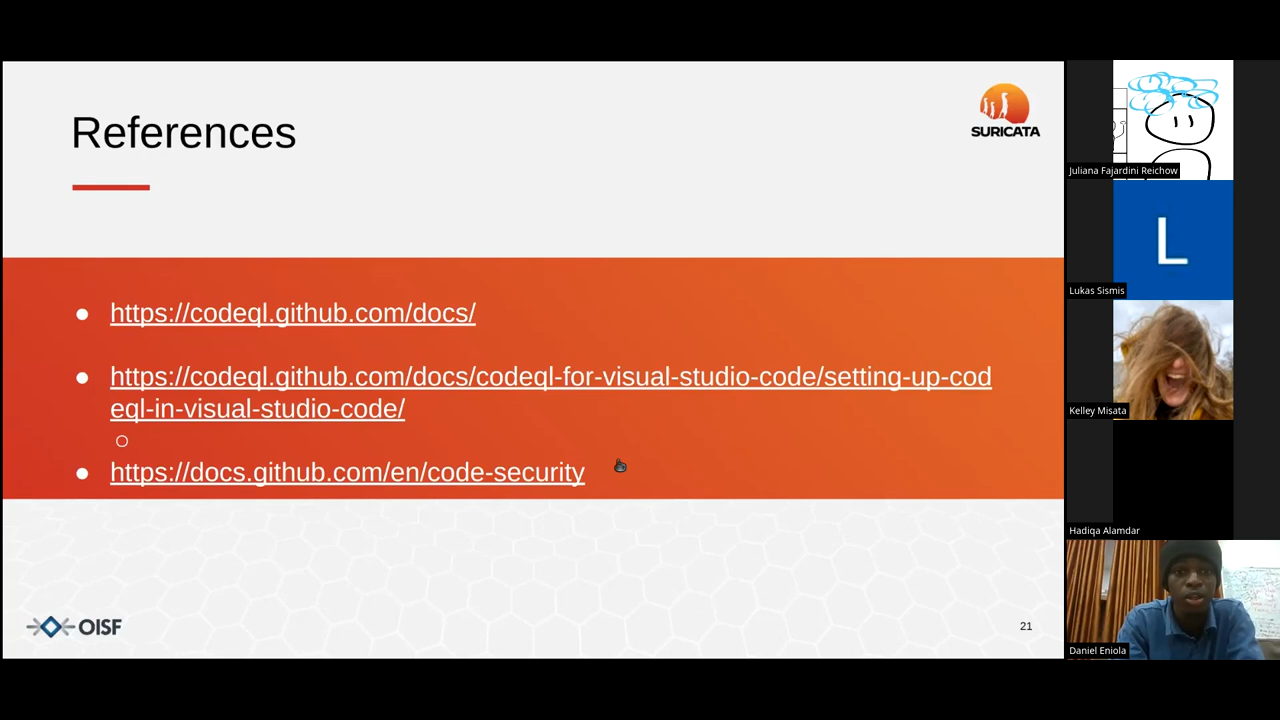 References
SURICATA
https://codeql.github.com/docs/
https://codeql.github.com/docs/codeql-for-visual-studio-code/setting-up-cod
eql-in-visual-studio-code/
https://docs.github.com/en/code-security
OISF
21
Juliana Fajardini Reichow
L
Lukas Sismis
Kelley Misata
Hadiqa Alamdar
Daniel Eniola